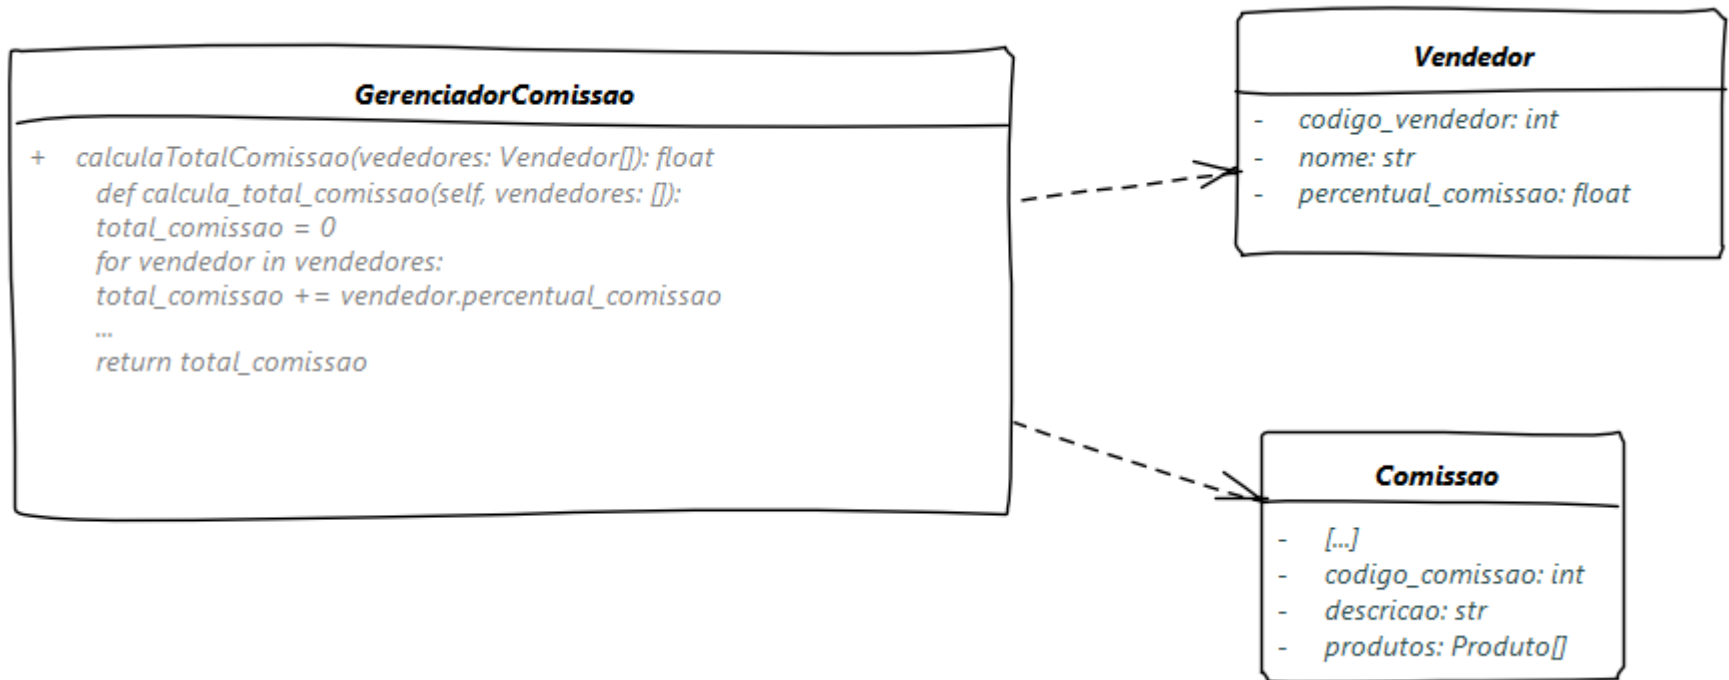 GerenciadorComissao
+ calculaTotalComissao(vededores: Vendedor[]): float
def calcula_total_comissao(self, vendedores: []):
total_comissao = 0
for vendedor in vendedores:
total_comissao += vendedor.percentual_comissao
...
return total_comissao
Vendedor
- codigo_vendedor: int
- nome: str
- percentual_comissao: float
Comissao
- [...]
- codigo_comissao: int
- descricao: str
- produtos: Produto[]